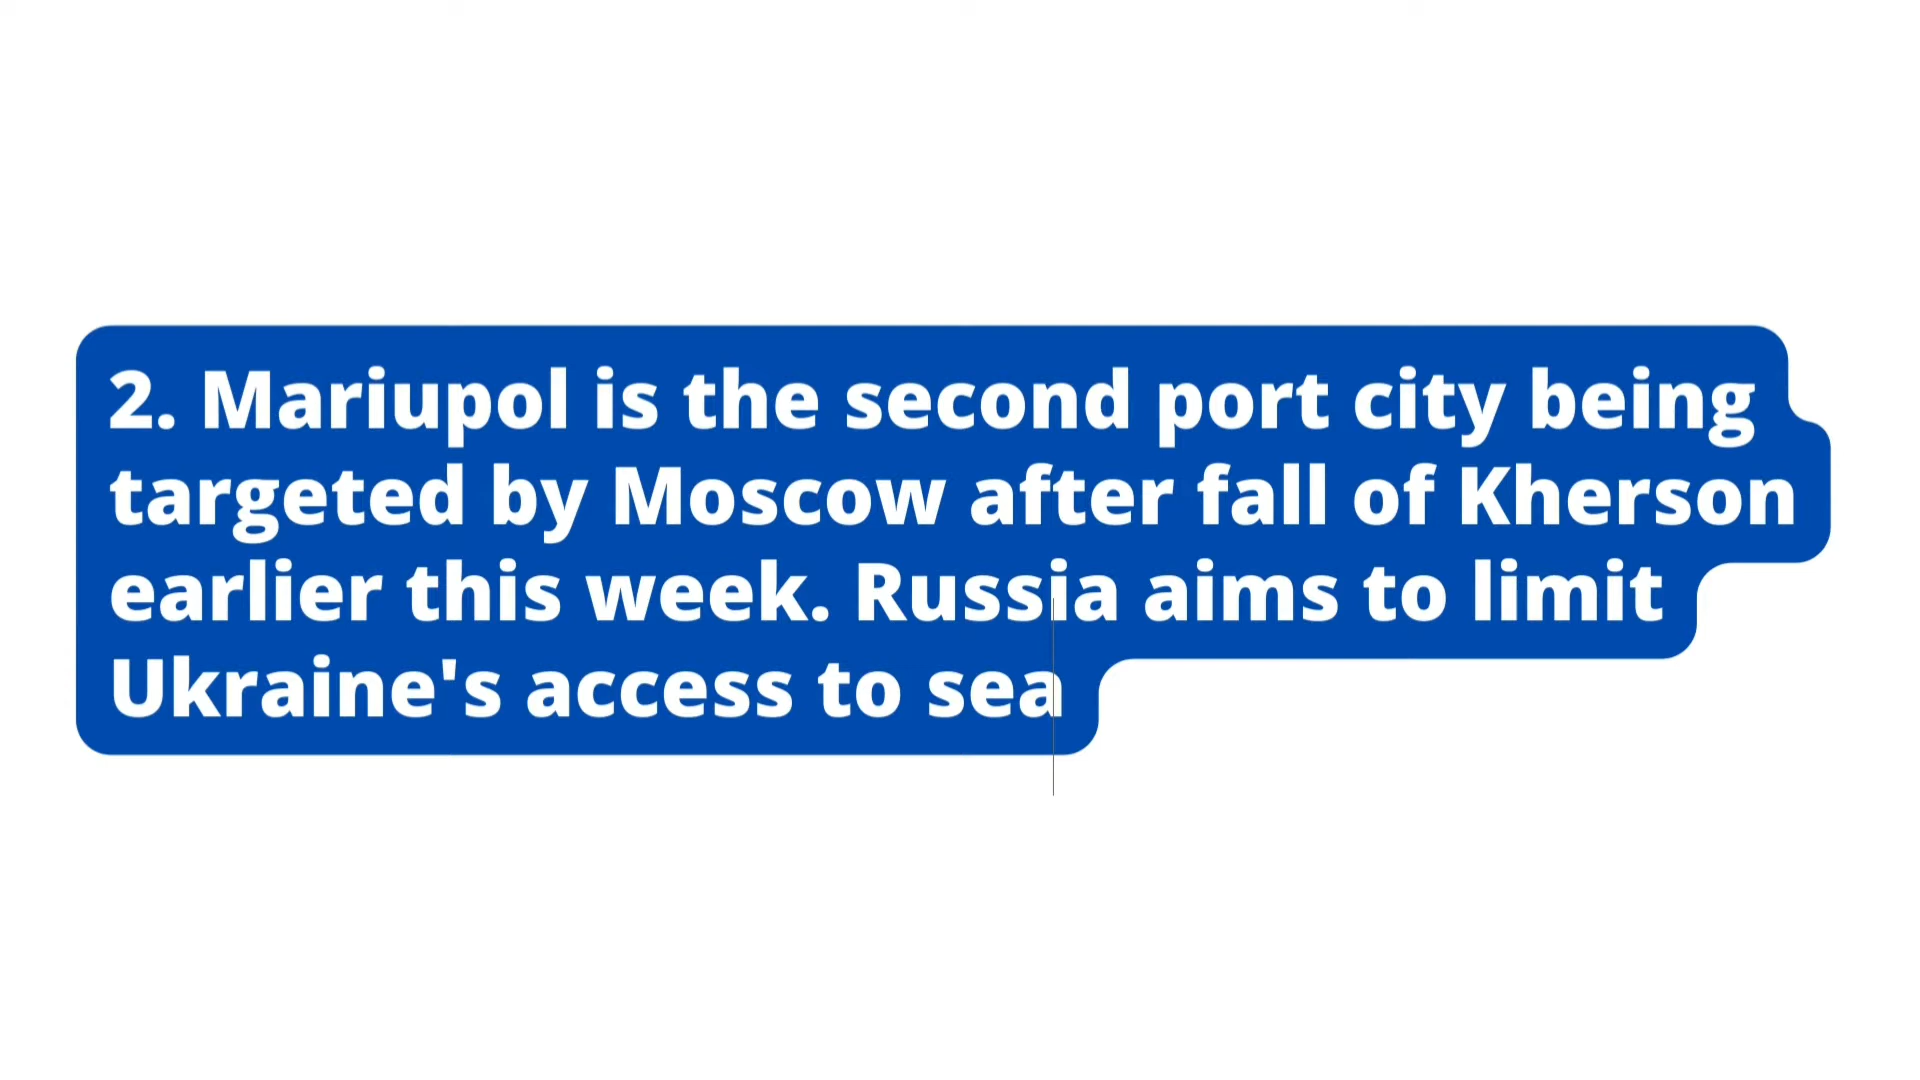 2. Mariupol is the second port city being
targeted by Moscow after fall of Kherson
earlier this week. Russia aims to limit
Ukraine's access to sea